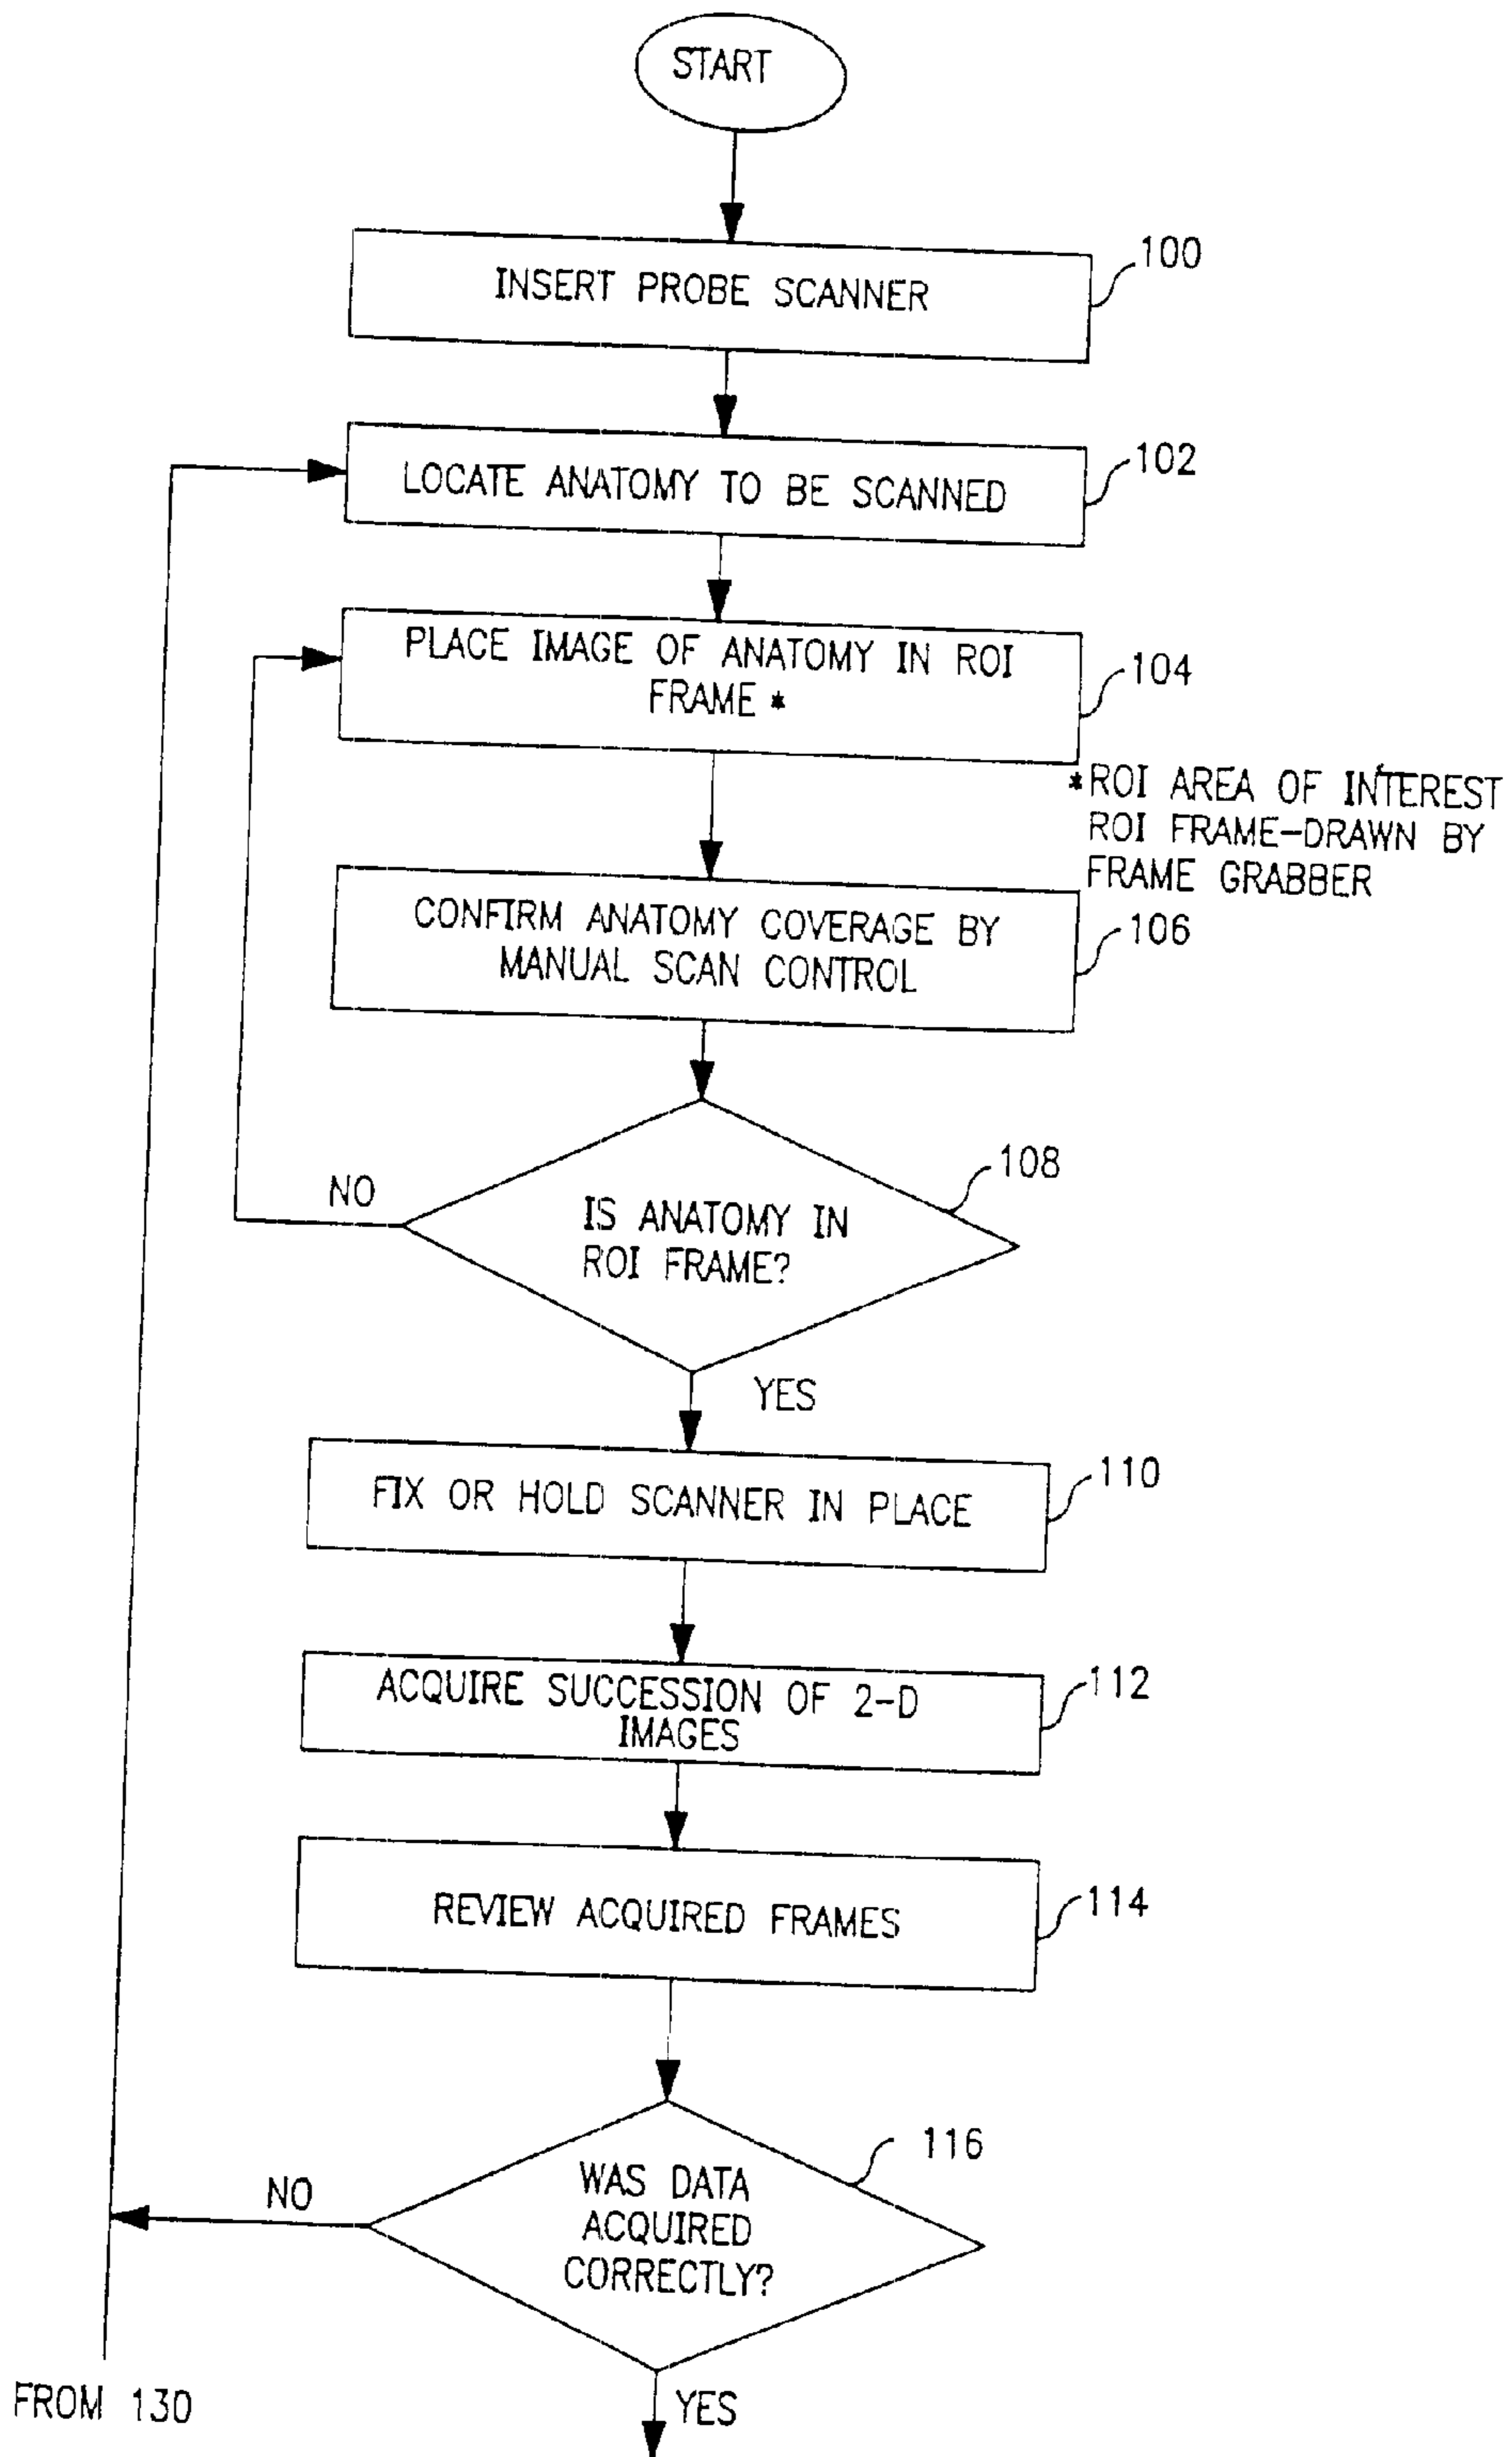 START
INSERT PROBE SCANNER
100
LOCATE ANATOMY TO BE SCANNED
102
PLACE IMAGE OF ANATOMY IN ROI
FRAME *
104
*ROI AREA OF INTEREST
ROI FRAME-DRAWN BY
FRAME GRABBER
CONFIRM ANATOMY COVERAGE BY
MANUAL SCAN CONTROL
106
108
NO
IS ANATOMY IN
ROI FRAME?
YES
FIX OR HOLD SCANNER IN PLACE
110
ACQUIRE SUCCESSION OF 2-D
IMAGES
112
REVIEW ACQUIRED FRAMES
114
116
NO
WAS DATA
ACQUIRED
CORRECTLY?
FROM 130
YES